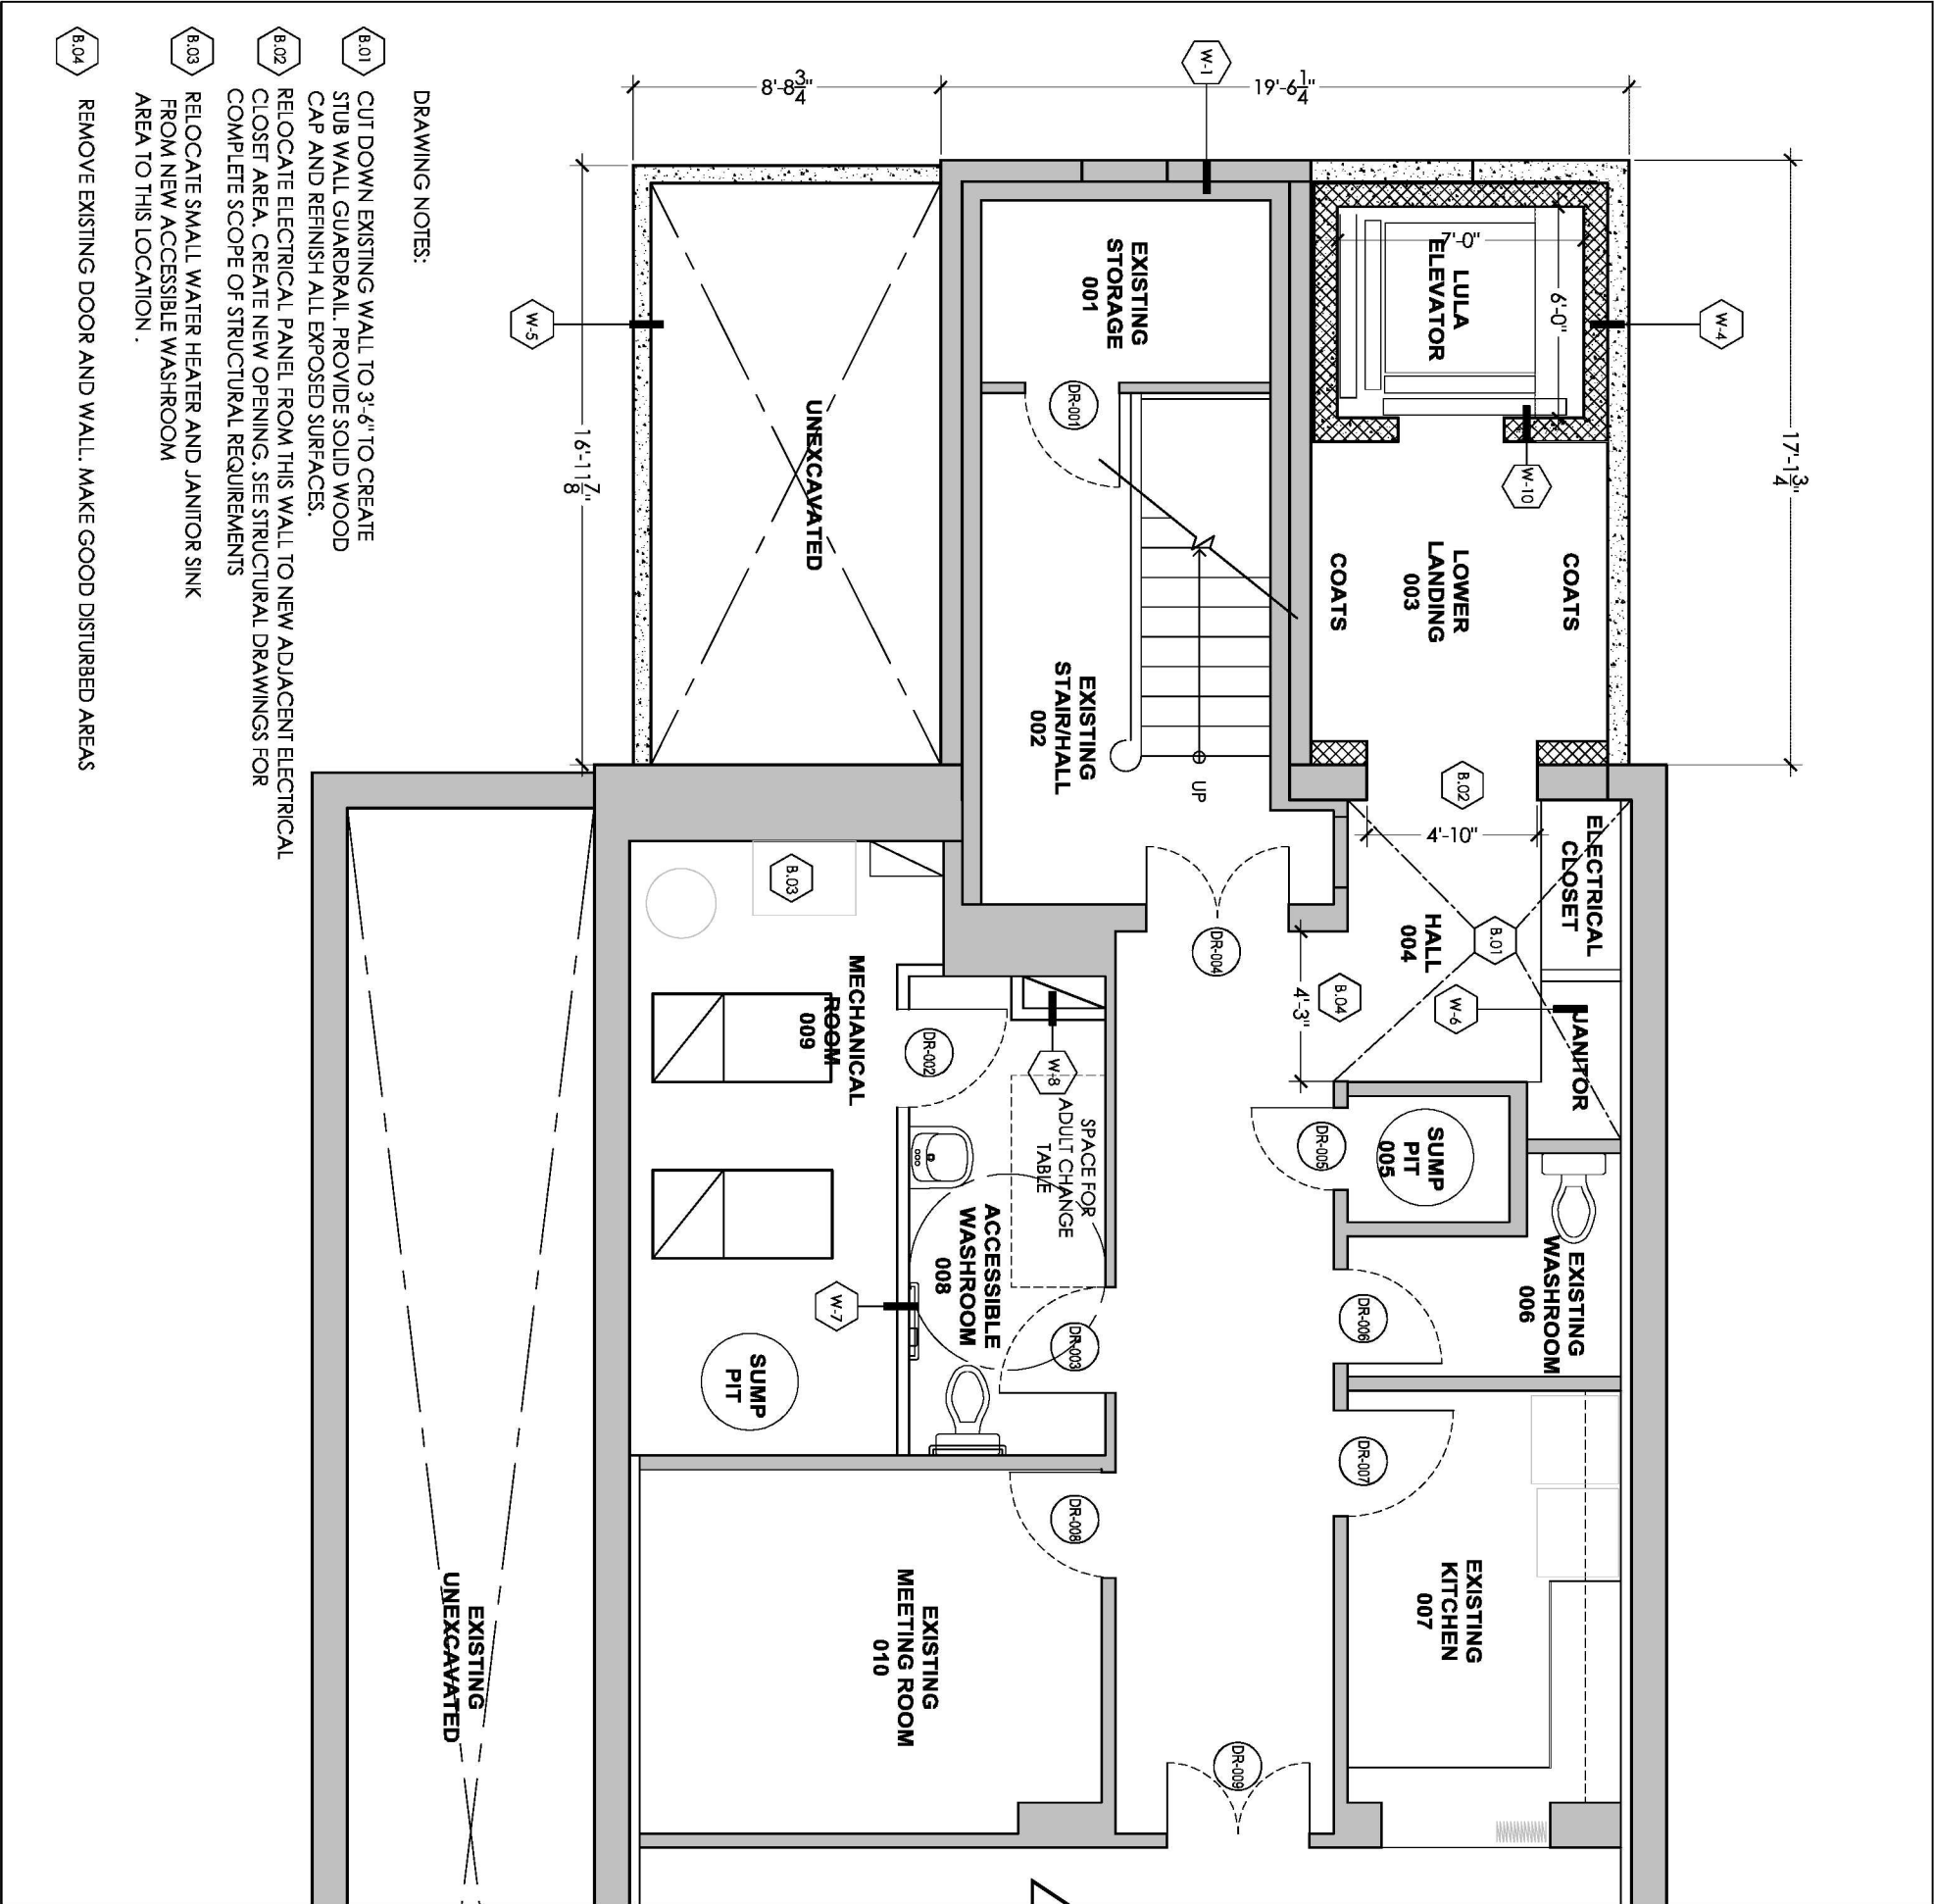 DRAWING NOTES:
B.01
CUT DOWN EXISTING WALL TO 3'-6" TO CREATE
STUB WALL GUARDRAIL. PROVIDE SOLID WOOD
CAP AND REFINISH ALL EXPOSED SURFACES.
B.02
RELOCATE ELECTRICAL PANEL FROM THIS WALL TO NEW ADJACENT ELECTRICAL
CLOSET AREA. CREATE NEW OPENING. SEE STRUCTURAL DRAWINGS FOR
COMPLETE SCOPE OF STRUCTURAL REQUIREMENTS
B.03
RELOCATE SMALL WATER HEATER AND JANITOR SINK
FROM NEW ACCESSIBLE WASHROOM
AREA TO THIS LOCATION .
B.04
REMOVE EXISTING DOOR AND WALL. MAKE GOOD DISTURBED AREAS
17'-1 3/4"
W-4
7'-0"
6'-0"
LULA
ELEVATOR
W-10
COATS
LOWER
LANDING
003
COATS
B.02
4'-10"
ELECTRICAL
CLOSET
HALL
004
B.01
W-6
JANITOR
B.04
4'-3"
SUMP
PIT
005
DR-005
EXISTING
WASHROOM
006
DR-006
DR-007
EXISTING
KITCHEN
007
19'-6 1/4"
W-1
EXISTING
STORAGE
001
DR-001
EXISTING
STAIR/HALL
002
UP
DR-004
DR-009
8'-8 3/4"
UNEXCAVATED
W-5
16'-11 7/8"
B.03
MECHANICAL
ROOM
009
DR-002
W-8
SPACE FOR
ADULT CHANGE
TABLE
ACCESSIBLE
WASHROOM
008
W-7
DR-003
SUMP
PIT
DR-008
EXISTING
MEETING ROOM
010
EXISTING
UNEXCAVATED